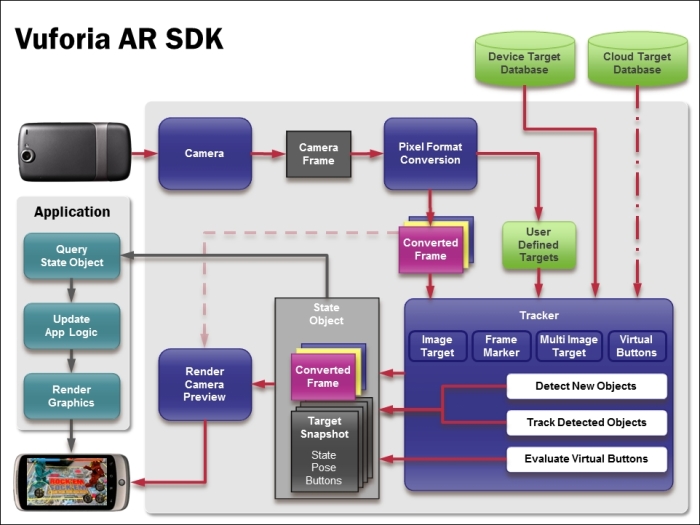 Vuforia AR SDK
Device Target
Database
Cloud Target
Database
Camera
Camera
Frame
Pixel Format
Conversion
Application
Query
State Object
Update
App Logic
Render
Graphics
Converted
Frame
User
Defined
Targets
State
Object
Converted
Frame
Target
Snapshot
State
Pose
Buttons
Render
Camera
Preview
Tracker
Image
Target
Frame
Marker
Multi Image
Target
Virtual
Buttons
Detect New Objects
Track Detected Objects
Evaluate Virtual Buttons